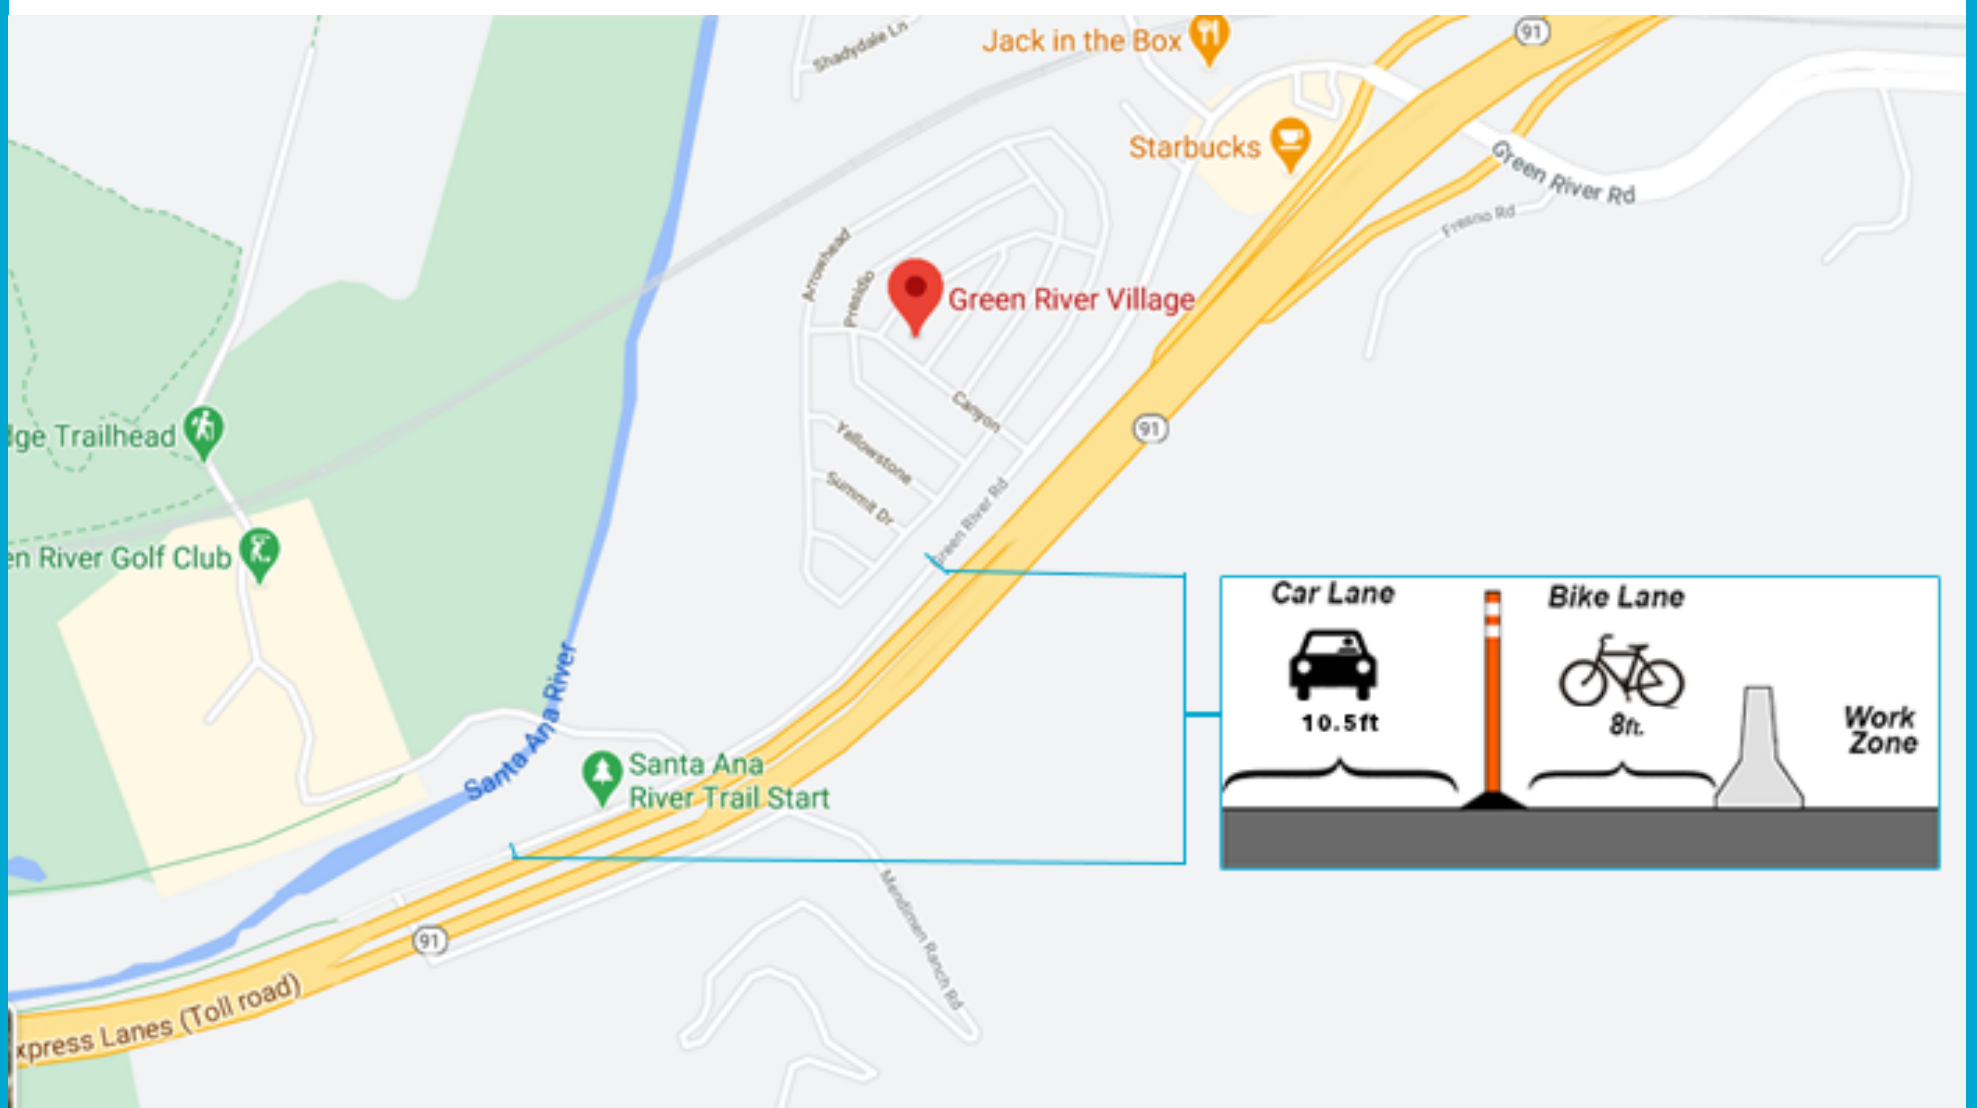 Shadydale Ln
Jack in the Box
91
Starbucks
Green River Rd
Fresno Rd
Arrowhead
Presidio
Green River Village
91
Canyon
Yellowstone
Summit Dr
Green River Rd
dge Trailhead
en River Golf Club
Santa Ana River
Santa Ana
River Trail Start
91
Mendimen Ranch Rd
xpress Lanes (Toll road)
Car Lane
10.5ft
Bike Lane
8ft.
Work
Zone